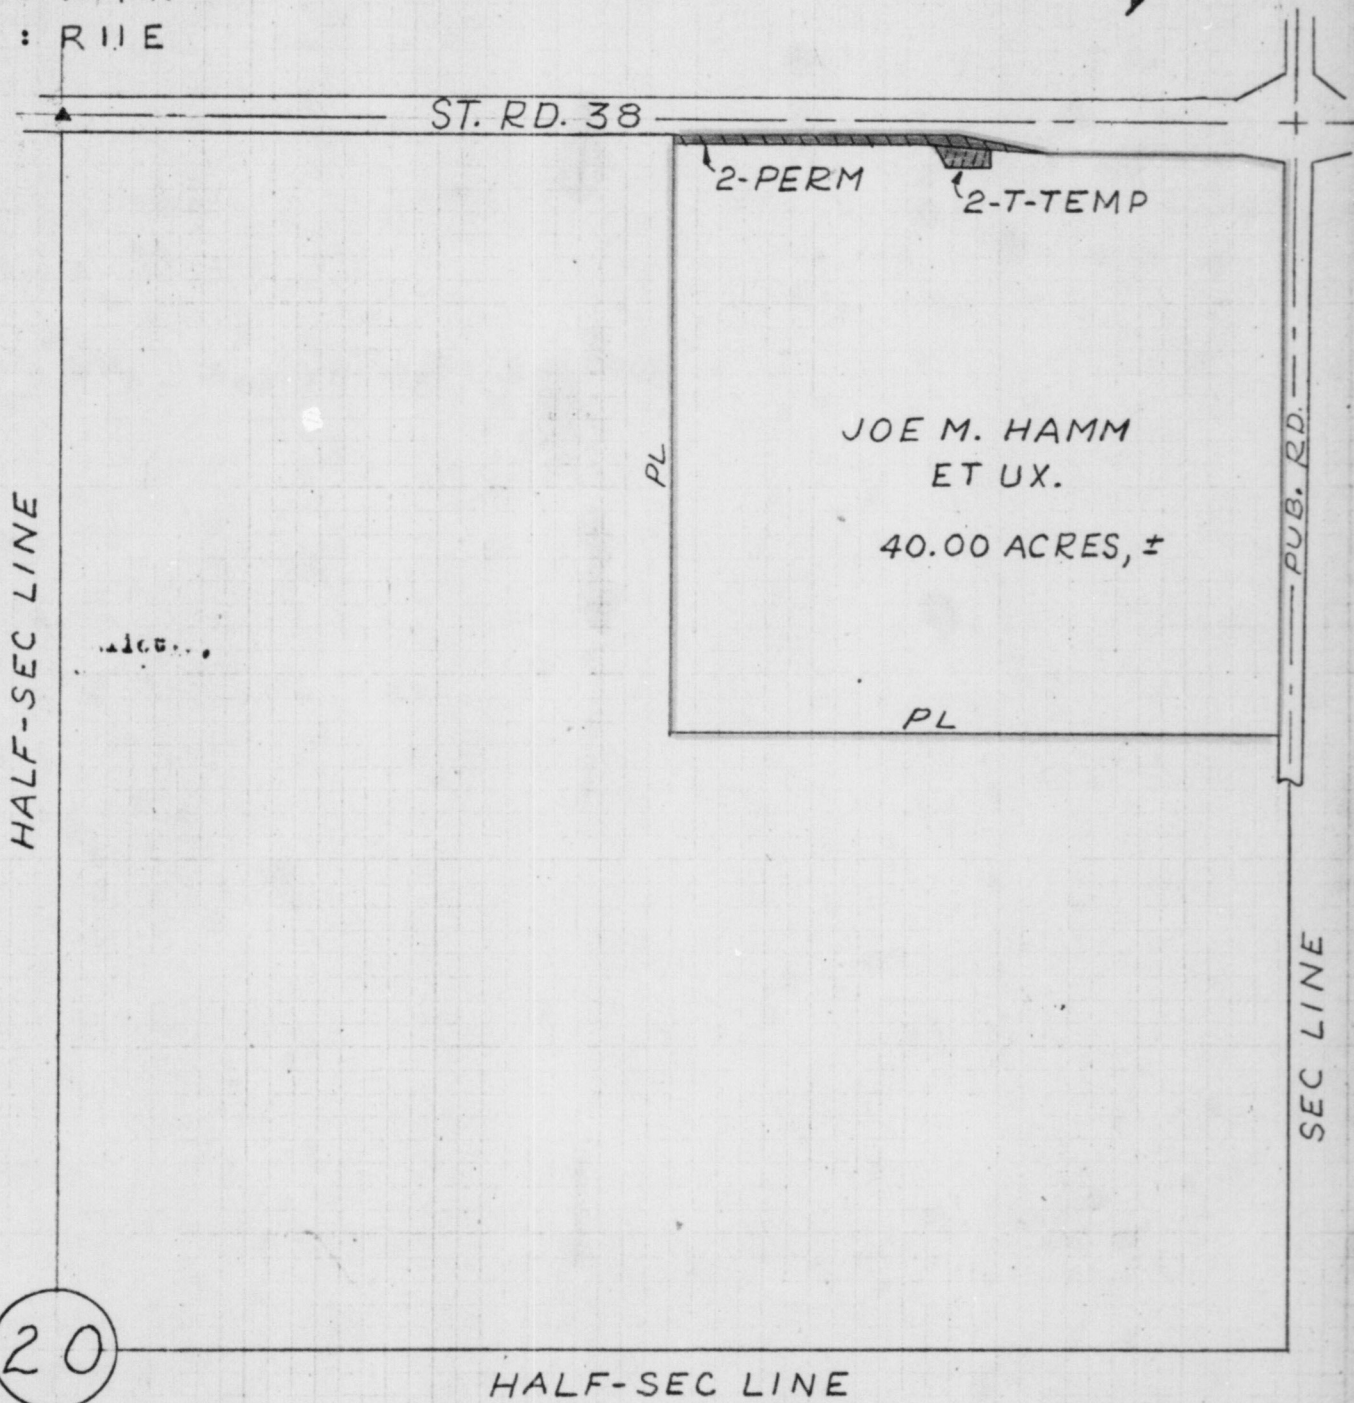 : R 11 E
ST. RD. 38
2-PERM
2-T-TEMP
JOE M. HAMM
ET UX.
40.00 ACRES, ±
PL
PL
PUB. RD.
HALF-SEC LINE
SEC LINE
20
HALF-SEC LINE